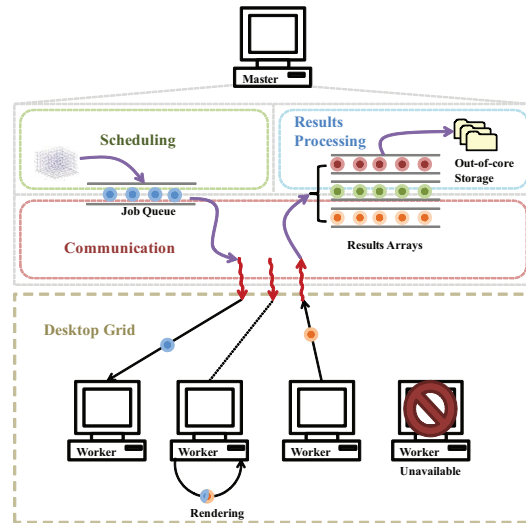 Master
Scheduling
Results
Processing
Out-of-core
Storage
Job Queue
Results Arrays
Communication
Desktop Grid
Worker
Worker
Worker
Worker
Unavailable
Rendering